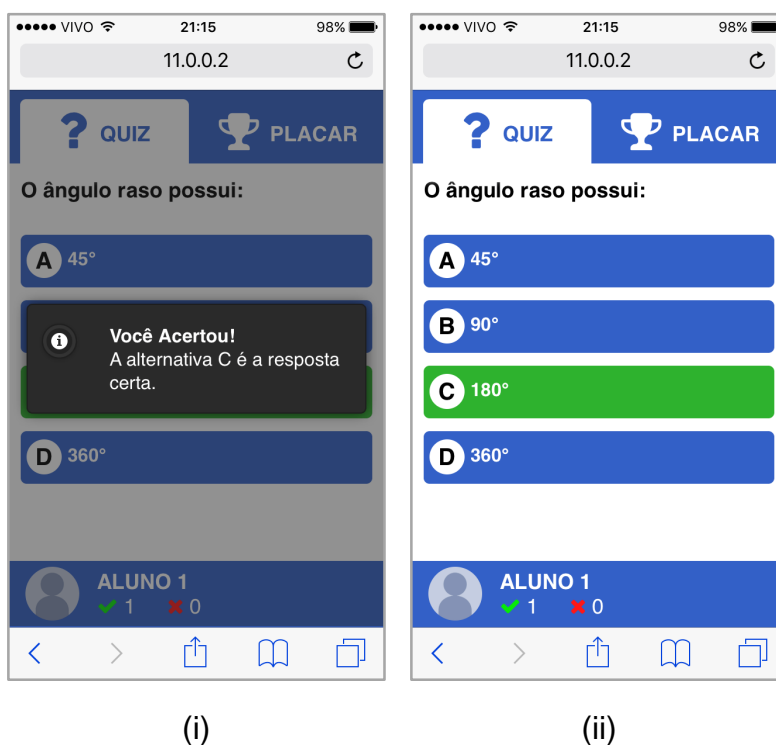 VIVO 21:15 98%
11.0.0.2
? QUIZ PLACAR
O ângulo raso possui:
A 45°
Você Acertou!
A alternativa C é a resposta
certa.
D 360°
ALUNO 1
1 0
(i)
VIVO 21:15 98%
11.0.0.2
? QUIZ PLACAR
O ângulo raso possui:
A 45°
B 90°
C 180°
D 360°
ALUNO 1
1 0
(ii)